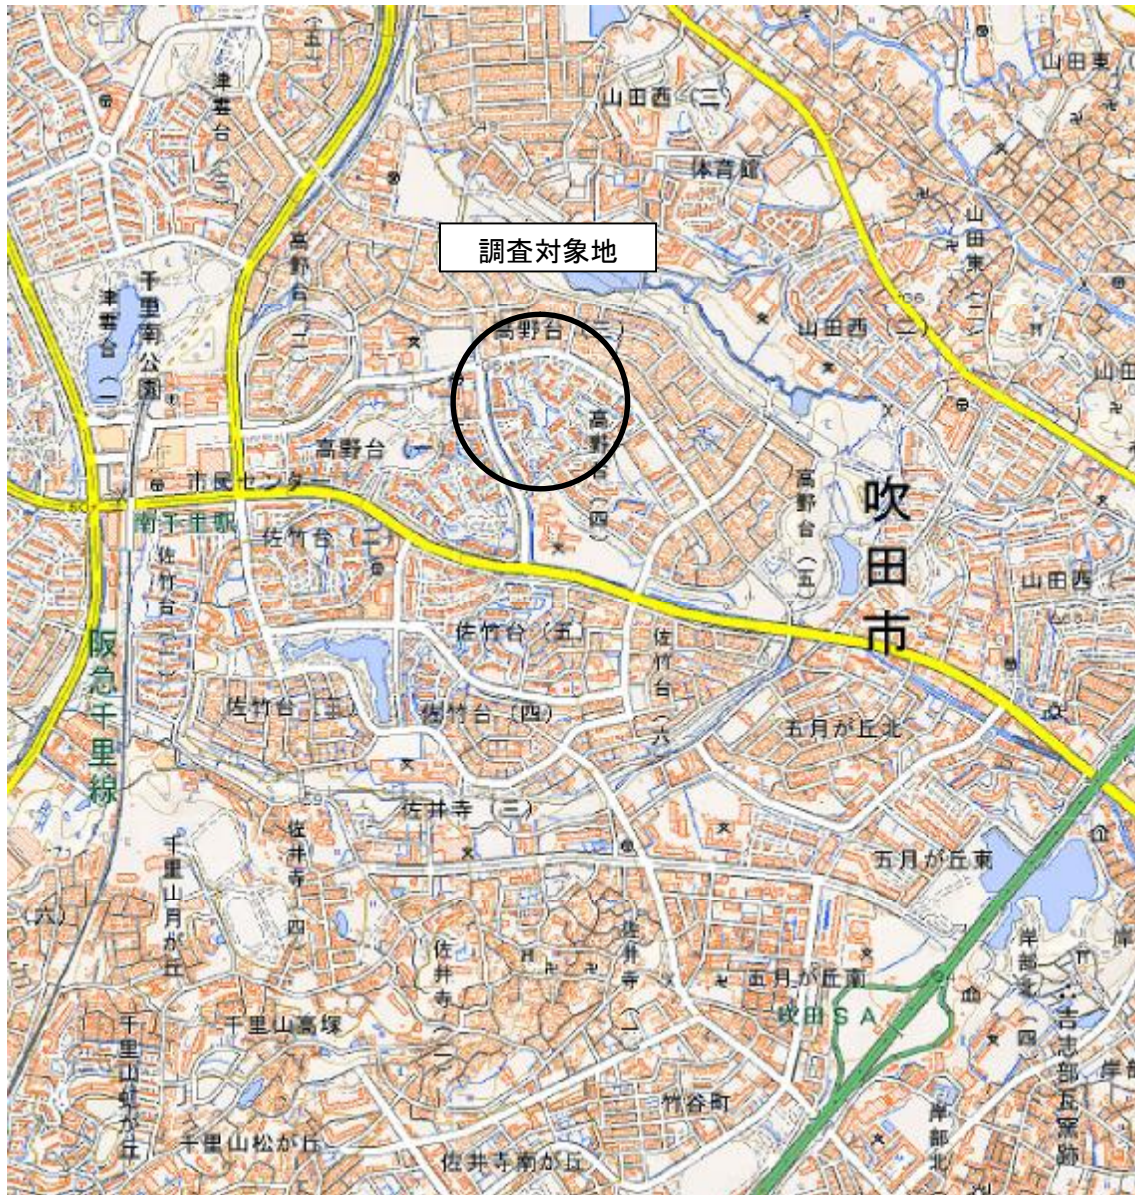 (五)
津雲台(三)
山田西(三)
山田東(
体育館
山田東(二)
調査対象地
高野台(二)
津雲台(一)
千里南公園
高野台(三)
山田西(二)
山田
高野台(四)
高野台(一)
市民センター
南千里駅
佐竹台(二)
高野台(五)
吹田市
佐竹台
山田西(一
佐竹台(五)
佐竹台(六)
阪急千里線
佐竹台(三)
佐竹台(四)
五月が丘北
佐井寺(三)
五月が丘東
千里山月が丘
佐井寺(四)
(六)
佐井寺(二)
佐井寺(一)
五月が丘南
吹田SA
岸部北(四)
岸
吉志部瓦窯跡
千里山高塚
千里山虹が丘
竹谷町
岸部
千里山松が丘
佐井寺南が丘
岸部北